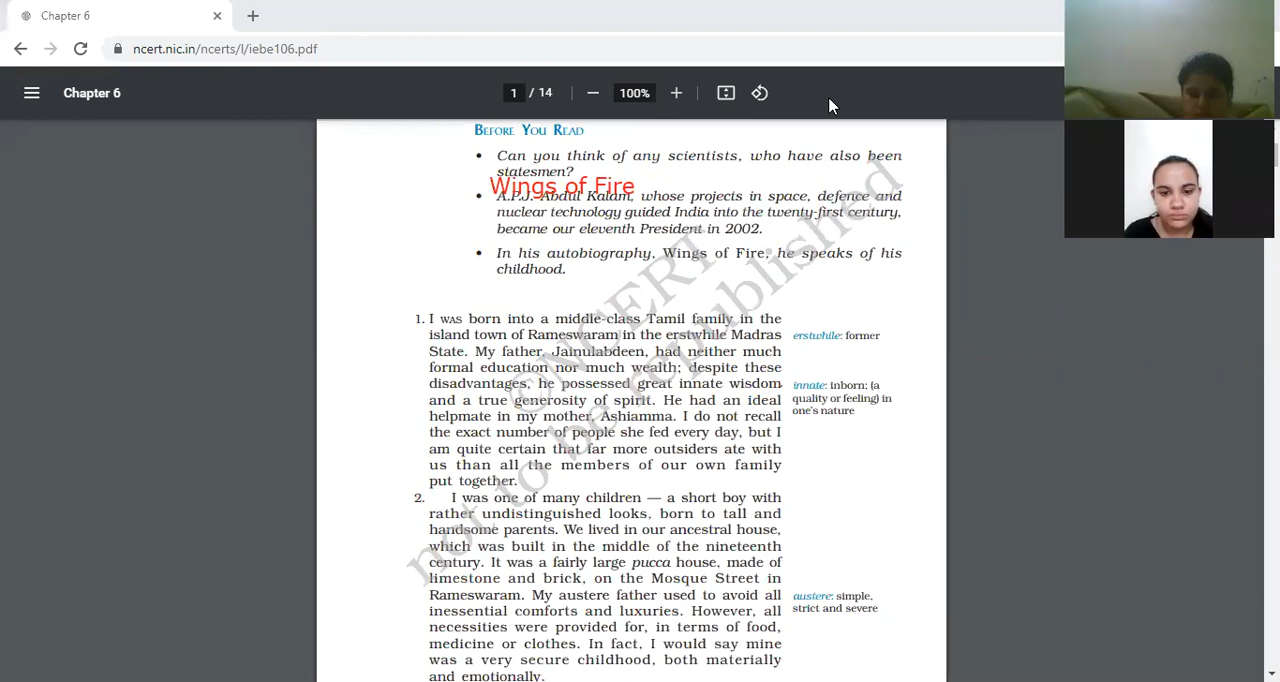 Chapter 6
ncert.nic.in/ncerts/l/iebe106.pdf
Chapter 6
1 / 14
100%
BEFORE YOU READ
• Can you think of any scientists, who have also been
statesmen?
Wings of Fire
• A.P.J. Abdul Kalam, whose projects in space, defence and
nuclear technology guided India into the twenty-first century,
became our eleventh President in 2002.
• In his autobiography, Wings of Fire, he speaks of his
childhood.
1. I WAS born into a middle-class Tamil family in the
island town of Rameswaram in the erstwhile Madras
State. My father, Jainulabdeen, had neither much
formal education nor much wealth; despite these
disadvantages, he possessed great innate wisdom
and a true generosity of spirit. He had an ideal
helpmate in my mother, Ashiamma. I do not recall
the exact number of people she fed every day, but I
am quite certain that far more outsiders ate with
us than all the members of our own family
put together.
erstwhile: former
innate: inborn; (a
quality or feeling) in
one's nature
2. I was one of many children — a short boy with
rather undistinguished looks, born to tall and
handsome parents. We lived in our ancestral house,
which was built in the middle of the nineteenth
century. It was a fairly large pucca house, made of
limestone and brick, on the Mosque Street in
Rameswaram. My austere father used to avoid all
inessential comforts and luxuries. However, all
necessities were provided for, in terms of food,
medicine or clothes. In fact, I would say mine
was a very secure childhood, both materially
and emotionally.
austere: simple,
strict and severe
©NCERT
not to be republished